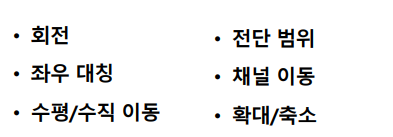 • 회전
• 좌우 대칭
• 수평/수직 이동
• 전단 범위
• 채널 이동
• 확대/축소